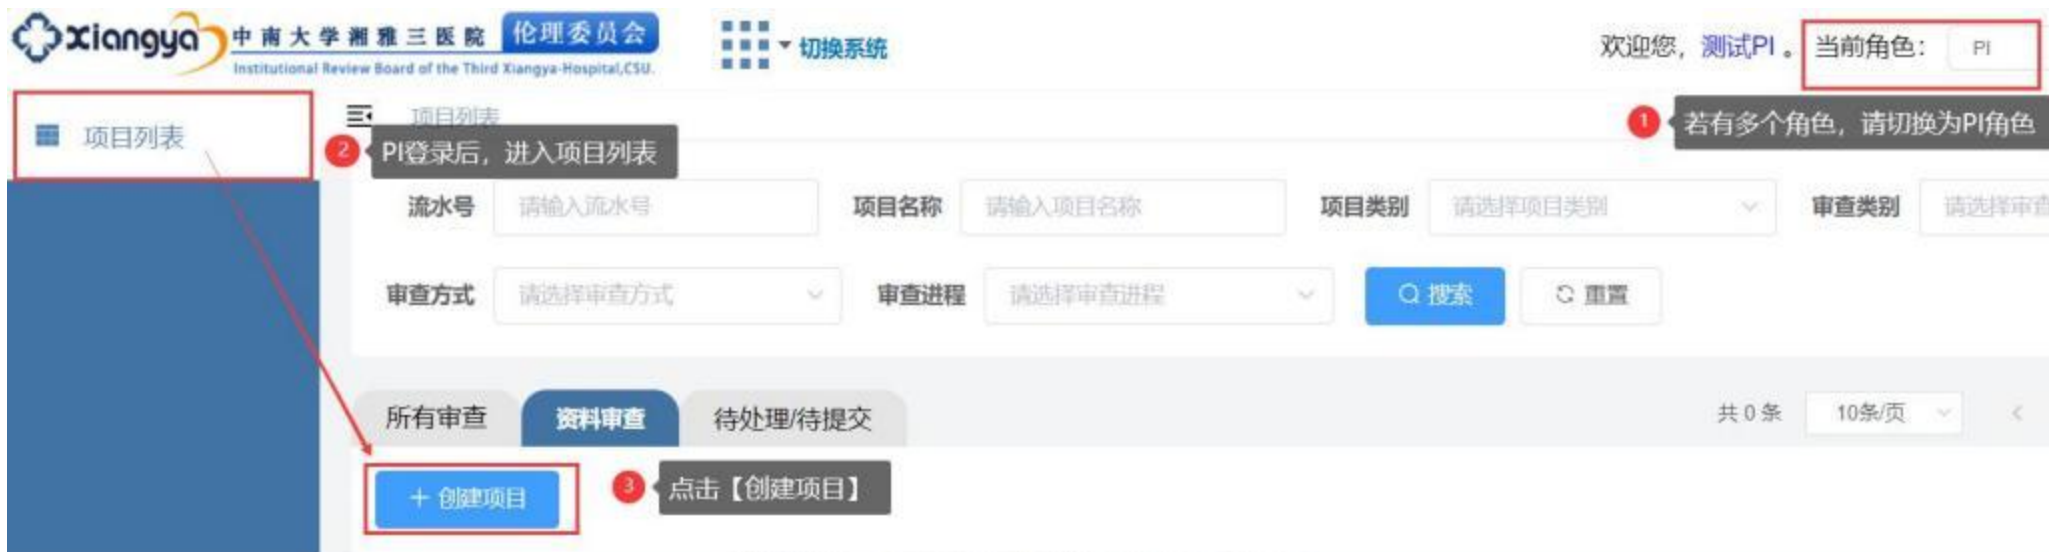 xiangya 中南大学湘雅三医院 伦理委员会
Institutional Review Board of the Third Xiangya-Hospital,CSU.
切换系统
欢迎您，测试PI 。 当前角色： PI
1 若有多个角色，请切换为PI角色
项目列表
项目列表
2 PI登录后，进入项目列表
流水号 请输入流水号 项目名称 请输入项目名称 项目类别 请选择项目类别 审查类别 请选择审查
审查方式 请选择审查方式 审查进程 请选择审查进程 搜索 重置
所有审查 资料审查 待处理/待提交 共 0 条 10条/页
+ 创建项目 3 点击【创建项目】